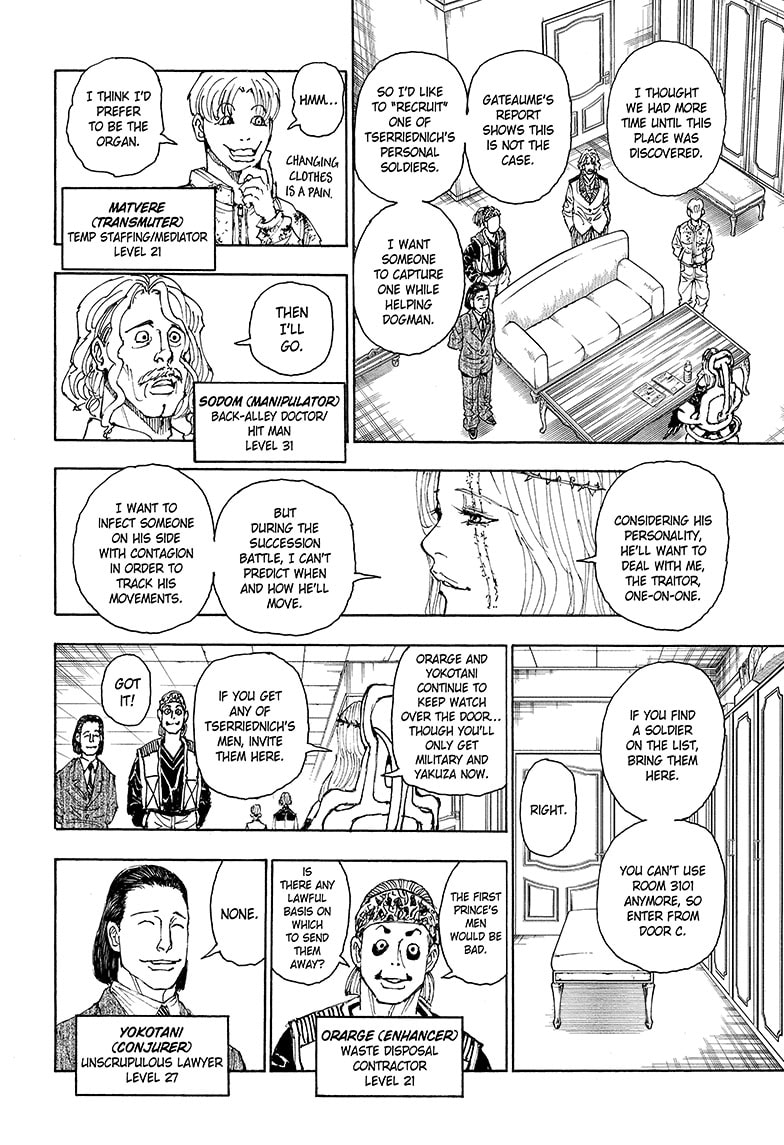 I THOUGHT
WE HAD MORE
TIME UNTIL THIS
PLACE WAS
DISCOVERED.
GATEAUME'S
REPORT
SHOWS THIS
IS NOT
THE CASE.
SO I'D LIKE
TO "RECRUIT"
ONE OF
TSERRIEDNICH'S
PERSONAL
SOLDIERS.
I WANT
SOMEONE
TO CAPTURE
ONE WHILE
HELPING
DOGMAN.
HMM...
CHANGING
CLOTHES
IS A PAIN.
I THINK I'D
PREFER
TO BE THE
ORGAN.
MATVERE
(TRANSMUTER)
TEMP STAFFING/MEDIATOR
LEVEL 21
THEN
I'LL
GO.
SODOM (MANIPULATOR)
BACK-ALLEY DOCTOR/
HIT MAN
LEVEL 31
CONSIDERING HIS
PERSONALITY,
HE'LL WANT TO
DEAL WITH ME,
THE TRAITOR,
ONE-ON-ONE.
BUT
DURING THE
SUCCESSION
BATTLE, I CAN'T
PREDICT WHEN
AND HOW HE'LL
MOVE.
I WANT TO
INFECT SOMEONE
ON HIS SIDE
WITH CONTAGION
IN ORDER TO
TRACK HIS
MOVEMENTS.
IF YOU FIND
A SOLDIER
ON THE LIST,
BRING THEM
HERE.
YOU CAN'T USE
ROOM 3101
ANYMORE, SO
ENTER FROM
DOOR C.
RIGHT.
ORARGE AND
YOKOTANI
CONTINUE TO
KEEP WATCH
OVER THE DOOR...
THOUGH YOU'LL
ONLY GET
MILITARY AND
YAKUZA NOW.
IF YOU GET
ANY OF
TSERRIEDNICH'S
MEN, INVITE
THEM HERE.
GOT
IT!
THE FIRST
PRINCE'S
MEN
WOULD BE
BAD.
IS
THERE ANY
LAWFUL
BASIS ON
WHICH
TO SEND
THEM
AWAY?
ORARGE (ENHANCER)
WASTE DISPOSAL
CONTRACTOR
LEVEL 21
NONE.
YOKOTANI
(CONJURER)
UNSCRUPULOUS LAWYER
LEVEL 27